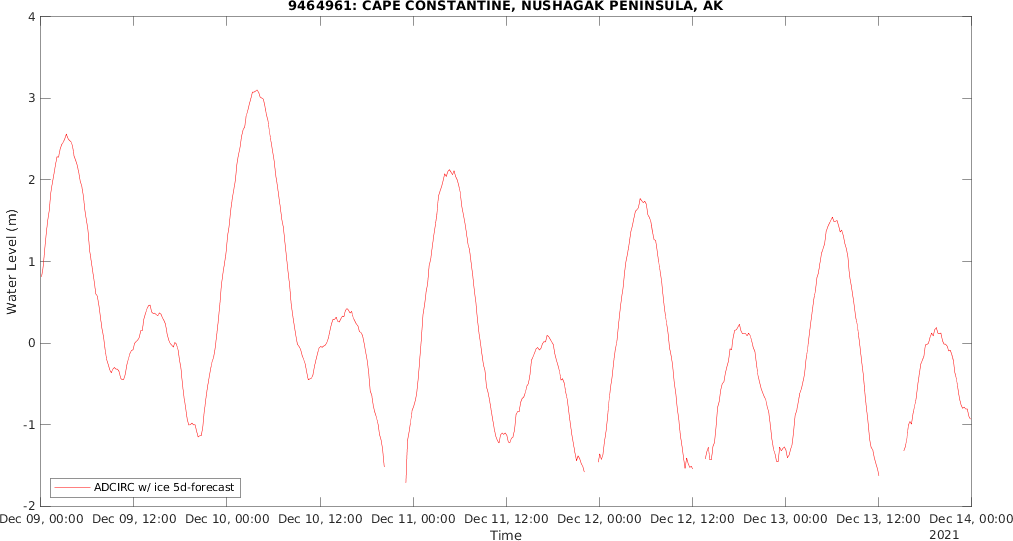 9464961: CAPE CONSTANTINE, NUSHAGAK PENINSULA, AK
4
3
2
1
0
-1
-2
Water Level (m)
ADCIRC w/ ice 5d-forecast
Dec 09, 00:00 Dec 09, 12:00 Dec 10, 00:00 Dec 10, 12:00 Dec 11, 00:00 Dec 11, 12:00 Dec 12, 00:00 Dec 12, 12:00 Dec 13, 00:00 Dec 13, 12:00 Dec 14, 00:00
Time
2021